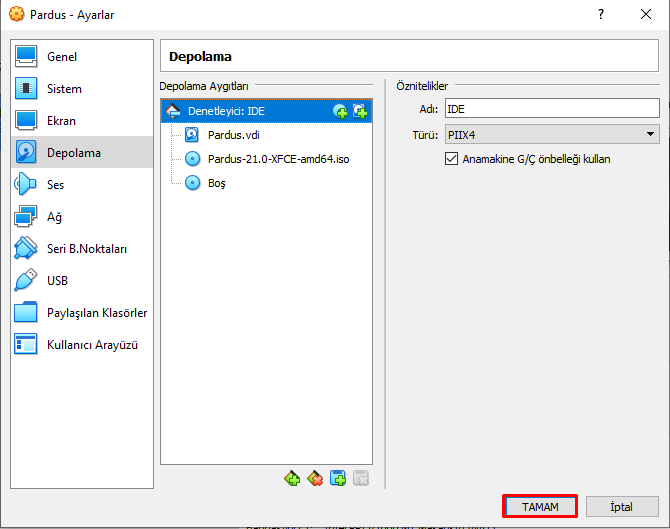 Pardus - Ayarlar
?
Genel
Sistem
Ekran
Depolama
Ses
Ağ
Seri B.Noktaları
USB
Paylaşılan Klasörler
Kullanıcı Arayüzü
Depolama
Depolama Aygıtları
Denetleyici: IDE
Pardus.vdi
Pardus-21.0-XFCE-amd64.iso
Boş
Öznitelikler
Adı: IDE
Türü: PIIX4
Anamakine G/Ç önbelleği kullan
TAMAM
İptal